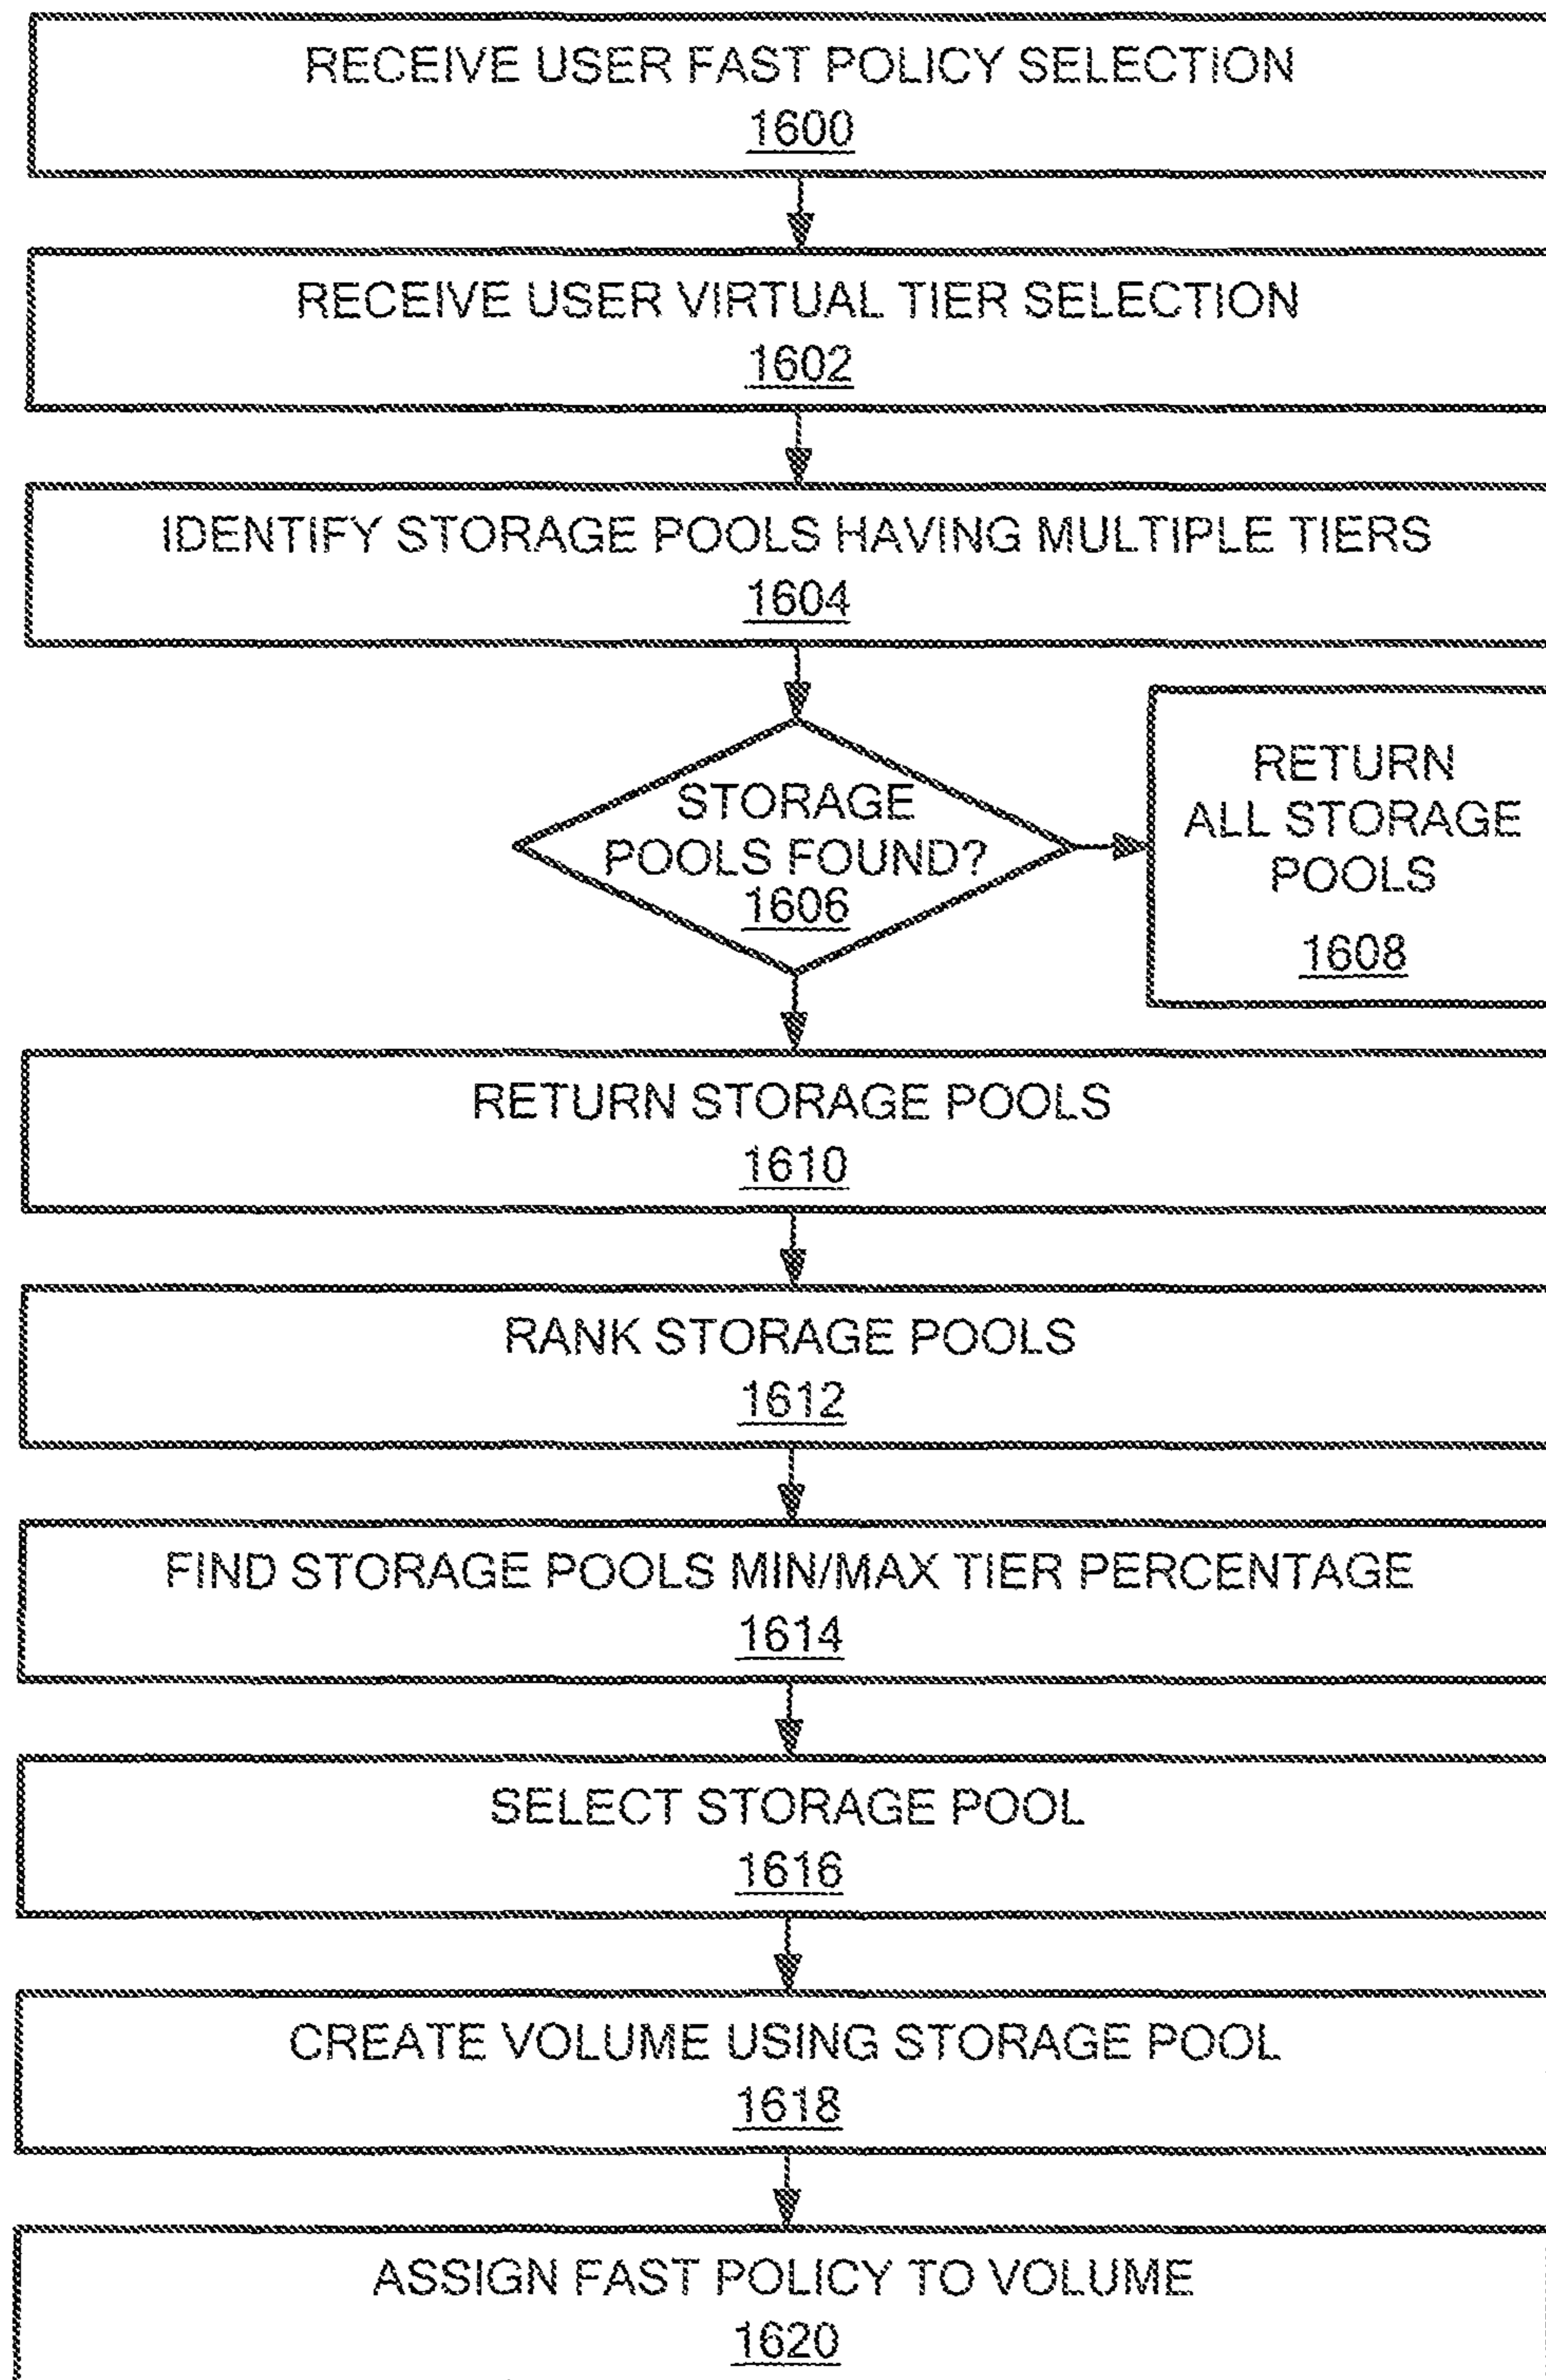 RECEIVE USER FAST POLICY SELECTION
1600
RECEIVE USER VIRTUAL TIER SELECTION
1602
IDENTIFY STORAGE POOLS HAVING MULTIPLE TIERS
1604
STORAGE
POOLS FOUND?
1606
RETURN
ALL STORAGE
POOLS
1608
RETURN STORAGE POOLS
1610
RANK STORAGE POOLS
1612
FIND STORAGE POOLS MIN/MAX TIER PERCENTAGE
1614
SELECT STORAGE POOL
1616
CREATE VOLUME USING STORAGE POOL
1618
ASSIGN FAST POLICY TO VOLUME
1620